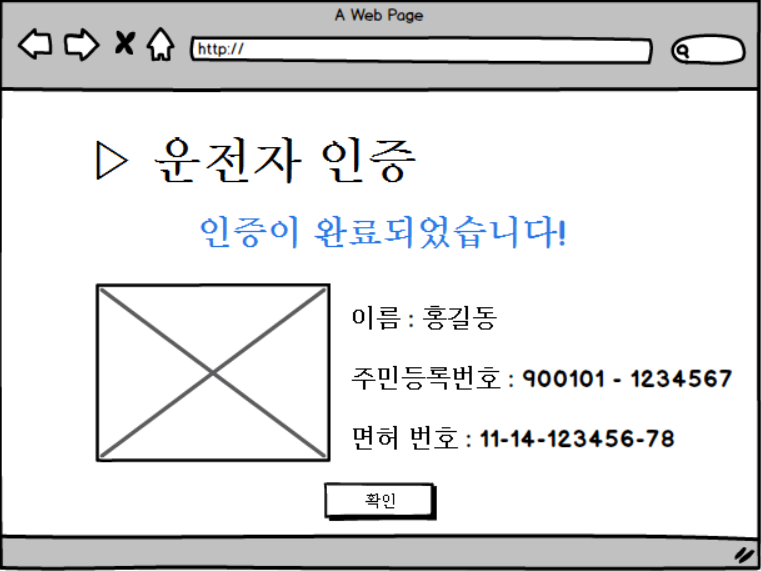 A Web Page
http://
▷ 운전자 인증
인증이 완료되었습니다!
이름 : 홍길동
주민등록번호 : 900101 - 1234567
면허 번호 : 11-14-123456-78
확인